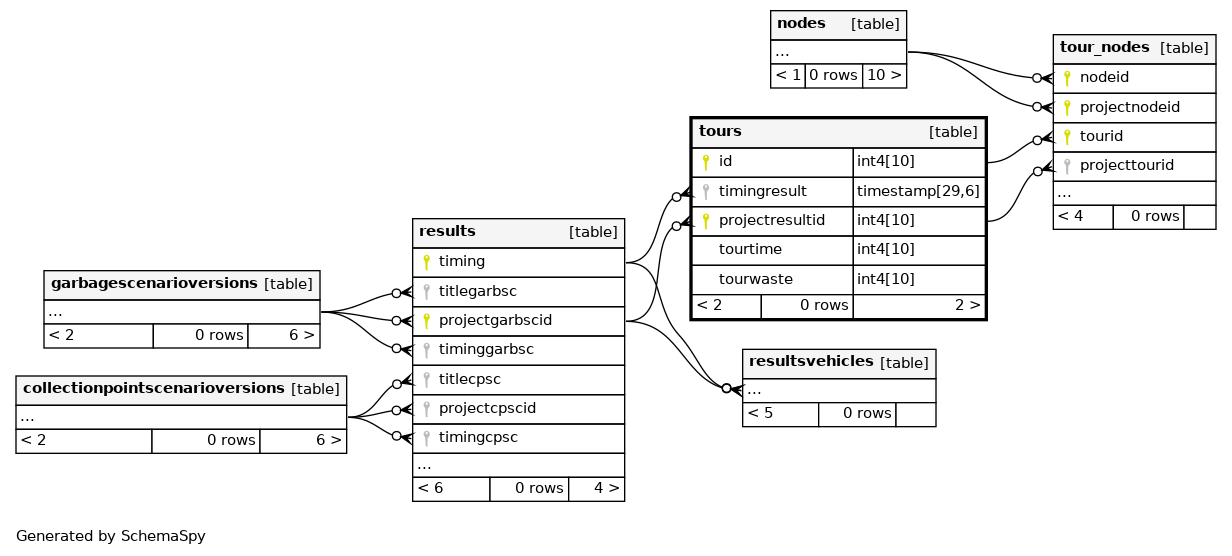 nodes [table]
...
< 1 0 rows 10 >
tour_nodes [table]
nodeid
projectnodeid
tourid
projecttourid
...
< 4 0 rows
tours [table]
id int4[10]
timingresult timestamp[29,6]
projectresultid int4[10]
tourtime int4[10]
tourwaste int4[10]
< 2 0 rows 2 >
results [table]
timing
titlegarbsc
projectgarbscid
timinggarbsc
titlecpsc
projectcpscid
timingcpsc
...
< 6 0 rows 4 >
garbagescenarioversions [table]
...
< 2 0 rows 6 >
collectionpointscenarioversions [table]
...
< 2 0 rows 6 >
resultsvehicles [table]
...
< 5 0 rows
Generated by SchemaSpy